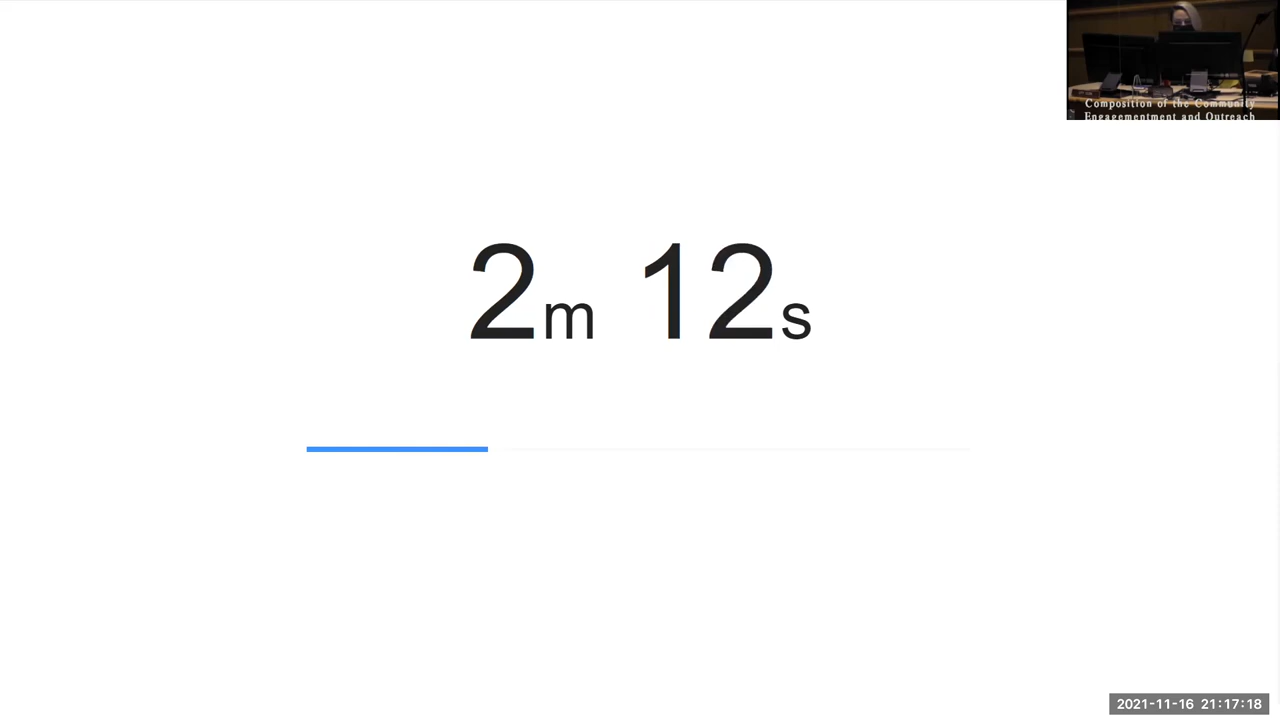 Composition of the Community
Engagementment and Outreach
2m 12s
2021-11-16 21:17:18